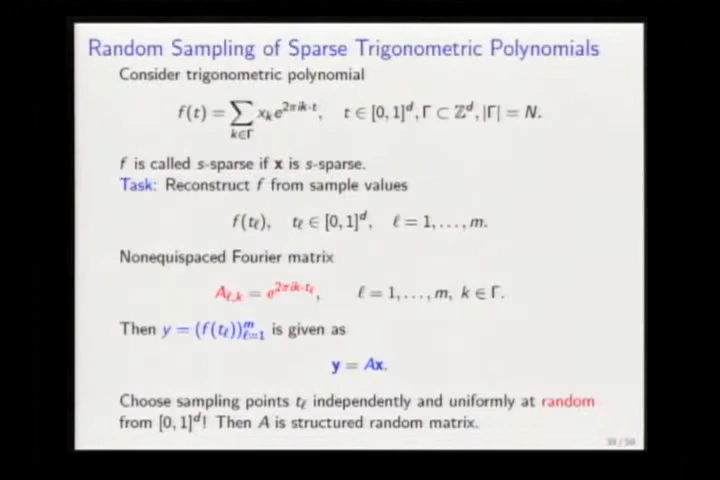 Random Sampling of Sparse Trigonometric Polynomials
Consider trigonometric polynomial
f(t) = ∑_{k∈Γ} x_k e^{2πik·t}, t ∈ [0, 1]^d, Γ ⊂ ℤ^d, |Γ| = N.
f is called s-sparse if x is s-sparse.
Task: Reconstruct f from sample values
f(t_ℓ), t_ℓ ∈ [0, 1]^d, ℓ = 1, . . . , m.
Nonequispaced Fourier matrix
A_{ℓ,k} = e^{2πik·t_ℓ}, ℓ = 1, . . . , m, k ∈ Γ.
Then y = (f(t_ℓ))_{ℓ=1}^m is given as
y = Ax.
Choose sampling points t_ℓ independently and uniformly at random
from [0, 1]^d! Then A is structured random matrix.